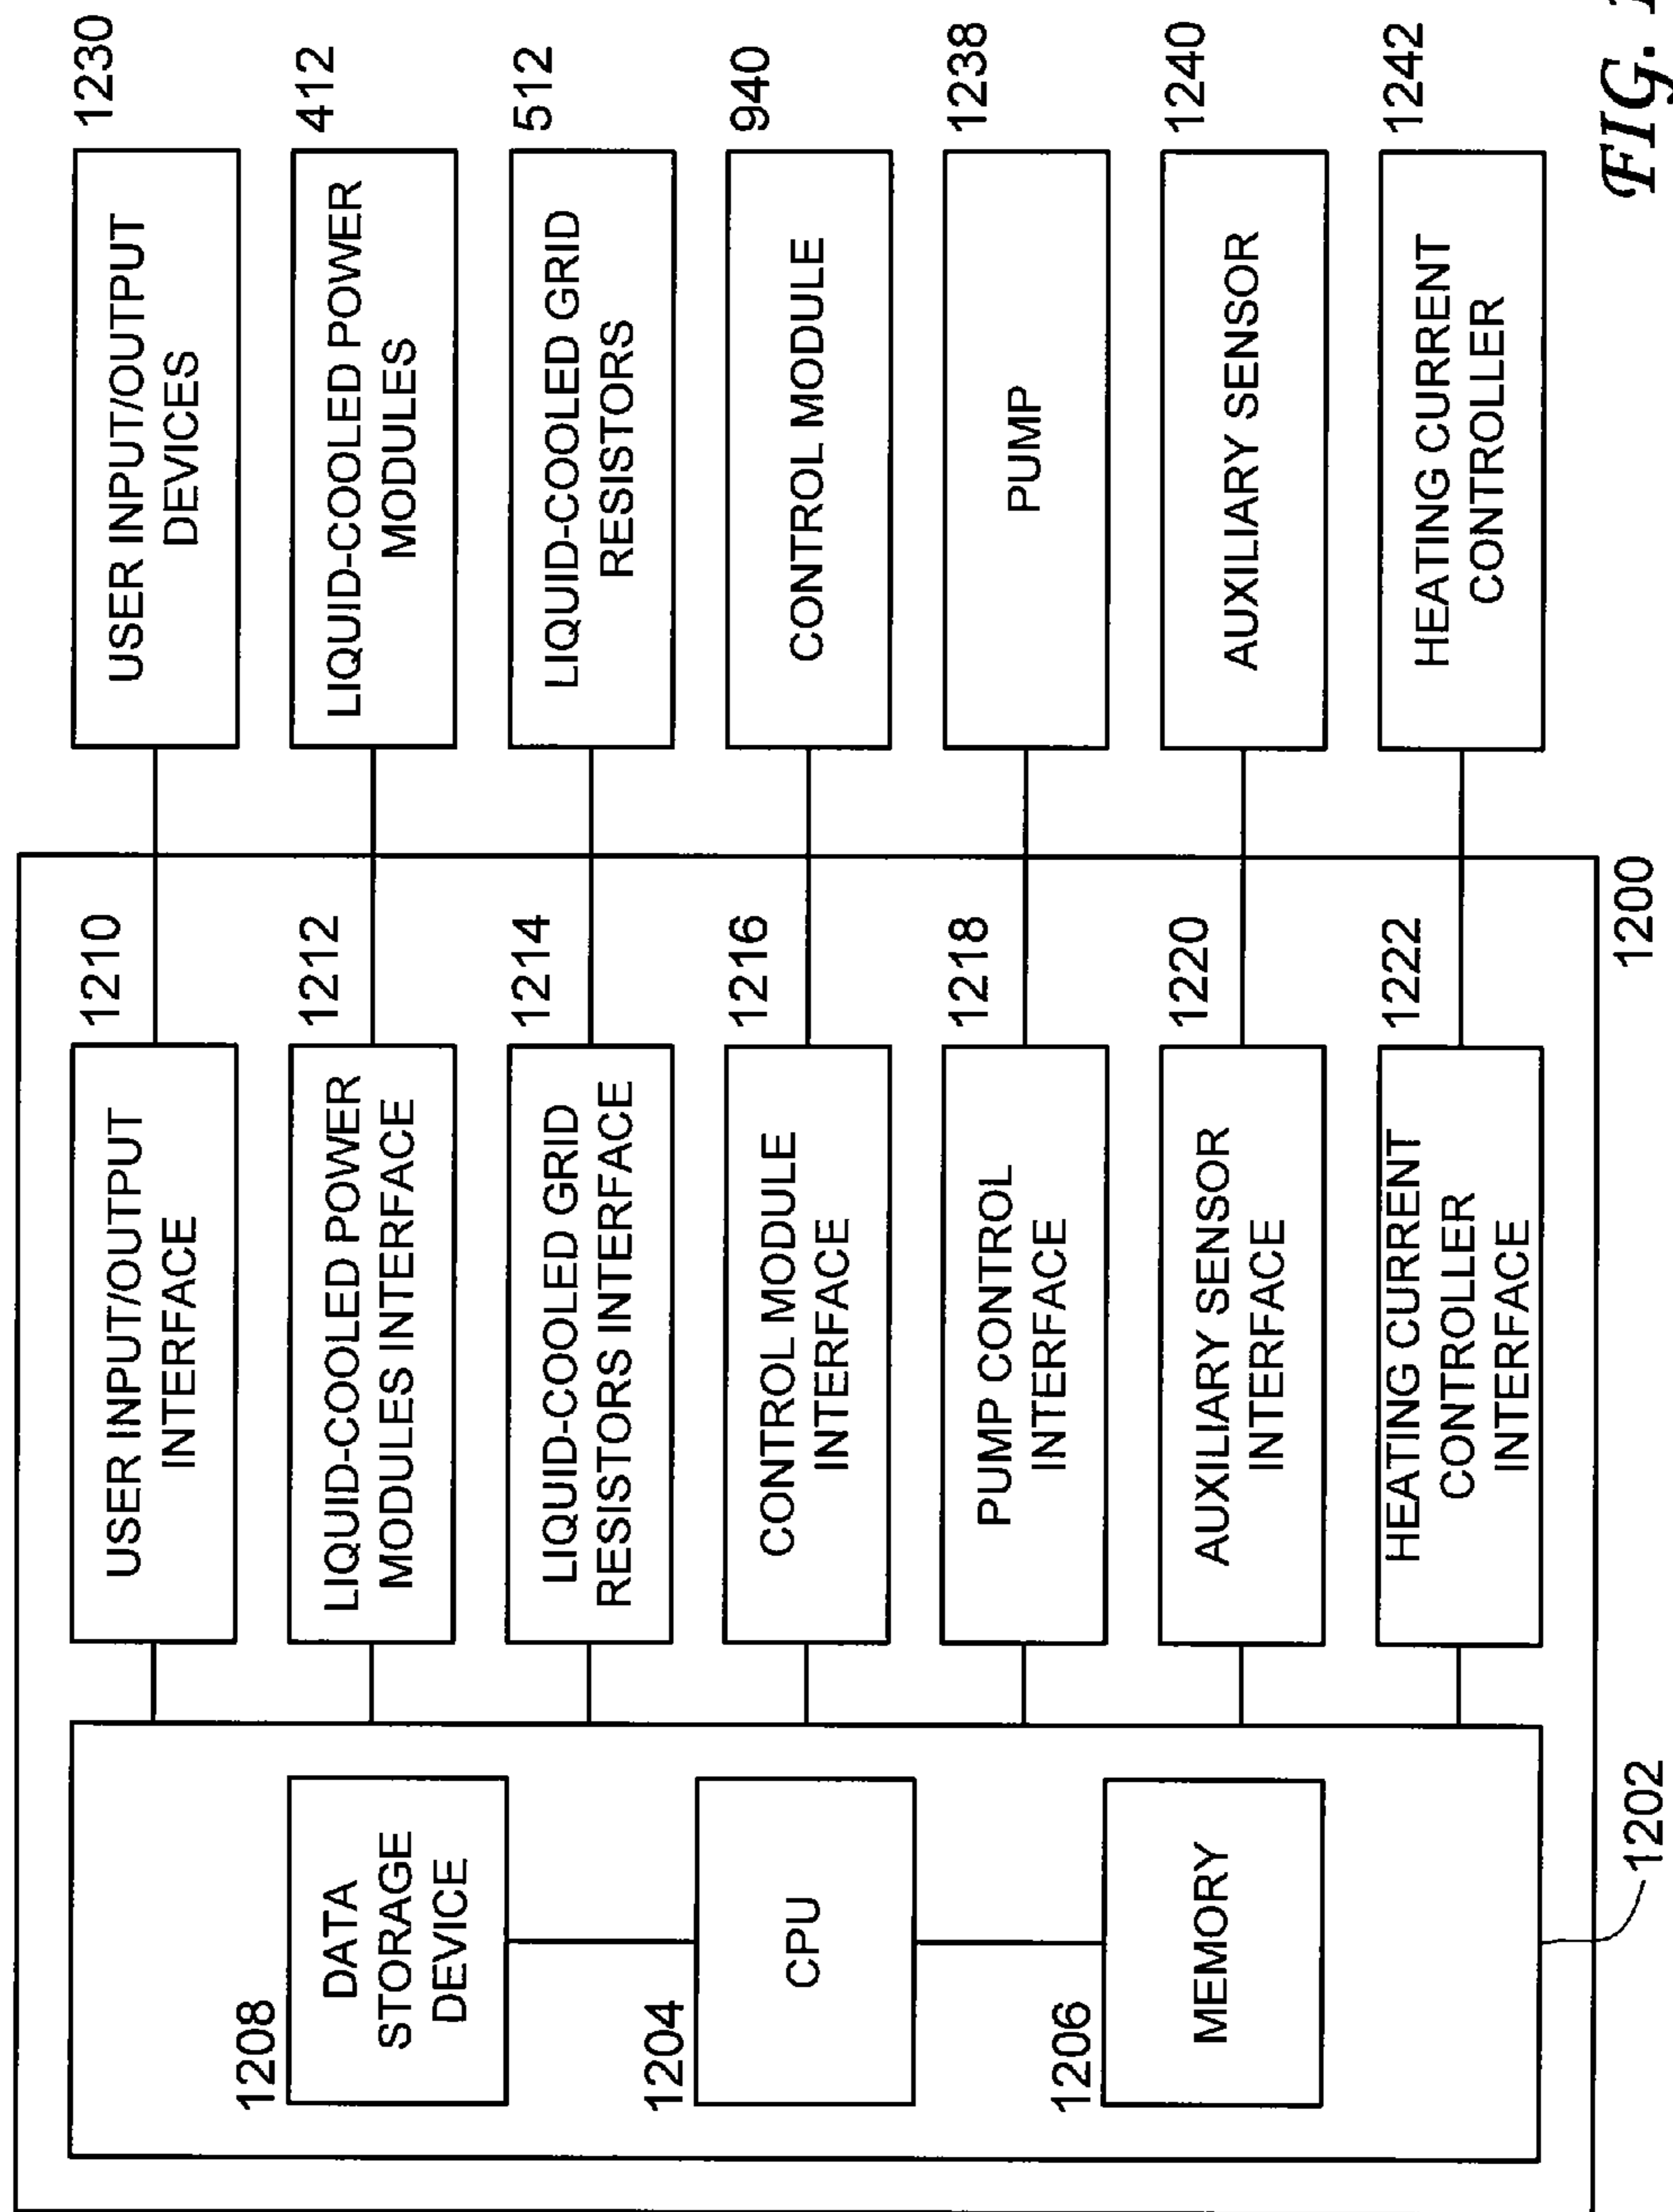 1208
DATA
STORAGE
DEVICE
1204
CPU
1206
MEMORY
1202
1210
USER INPUT/OUTPUT
INTERFACE
1212
LIQUID-COOLED POWER
MODULES INTERFACE
1214
LIQUID-COOLED GRID
RESISTORS INTERFACE
1216
CONTROL MODULE
INTERFACE
1218
PUMP CONTROL
INTERFACE
1220
AUXILIARY SENSOR
INTERFACE
1222
HEATING CURRENT
CONTROLLER
INTERFACE
1200
1230
USER INPUT/OUTPUT
DEVICES
412
LIQUID-COOLED POWER
MODULES
512
LIQUID-COOLED GRID
RESISTORS
940
CONTROL MODULE
1238
PUMP
1240
AUXILIARY SENSOR
1242
HEATING CURRENT
CONTROLLER
FIG.